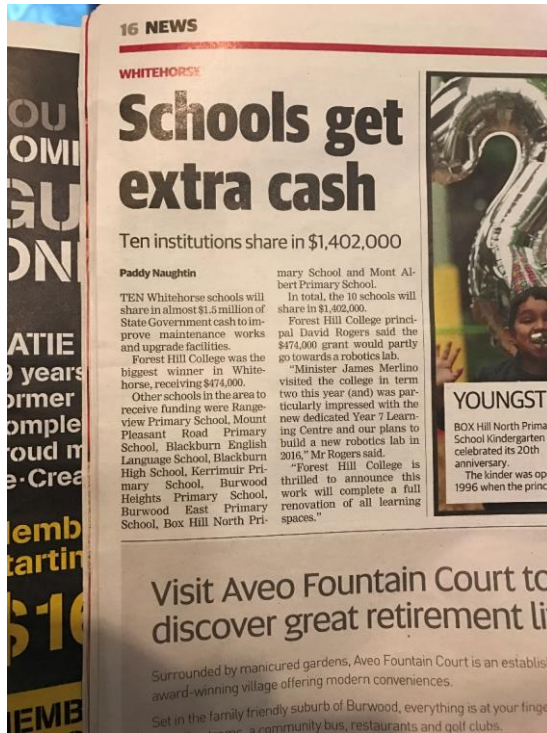 16 NEWS
WHITEHORSE
Schools get
extra cash
Ten institutions share in $1,402,000
Paddy Naughtin
TEN Whitehorse schools will
share in almost $1.5 million of
State Government cash to im-
prove maintenance works
and upgrade facilities.
Forest Hill College was the
biggest winner in White-
horse, receiving $474,000.
Other schools in the area to
receive funding were Range-
view Primary School, Mount
Pleasant Road Primary
School, Blackburn English
Language School, Blackburn
High School, Kerrimuir Pri-
mary School, Burwood
Heights Primary School,
Burwood East Primary
School, Box Hill North Pri-
mary School and Mont Al-
bert Primary School.
In total, the 10 schools will
share in $1,402,000.
Forest Hill College princi-
pal David Rogers said the
$474,000 grant would partly
go towards a robotics lab.
"Minister James Merlino
visited the college in term
two this year (and) was par-
ticularly impressed with the
new dedicated Year 7 Learn-
ing Centre and our plans to
build a new robotics lab in
2016," Mr Rogers said.
"Forest Hill College is
thrilled to announce this
work will complete a full
renovation of all learning
spaces."
YOUNGST
BOX Hill North Prima
School Kindergarten
celebrated its 20th
anniversary.
The kinder was op
1996 when the princ
Visit Aveo Fountain Court to
discover great retirement li
Surrounded by manicured gardens, Aveo Fountain Court is an establis
award-winning village offering modern conveniences.
Set in the family friendly suburb of Burwood, everything is at your finge
a community bus, restaurants and golf clubs.
OU
OMI
GU
ONE
ATIE
9 years
ormer
omple
roud m
e-Crea
Memb
tartin
$16
EMB